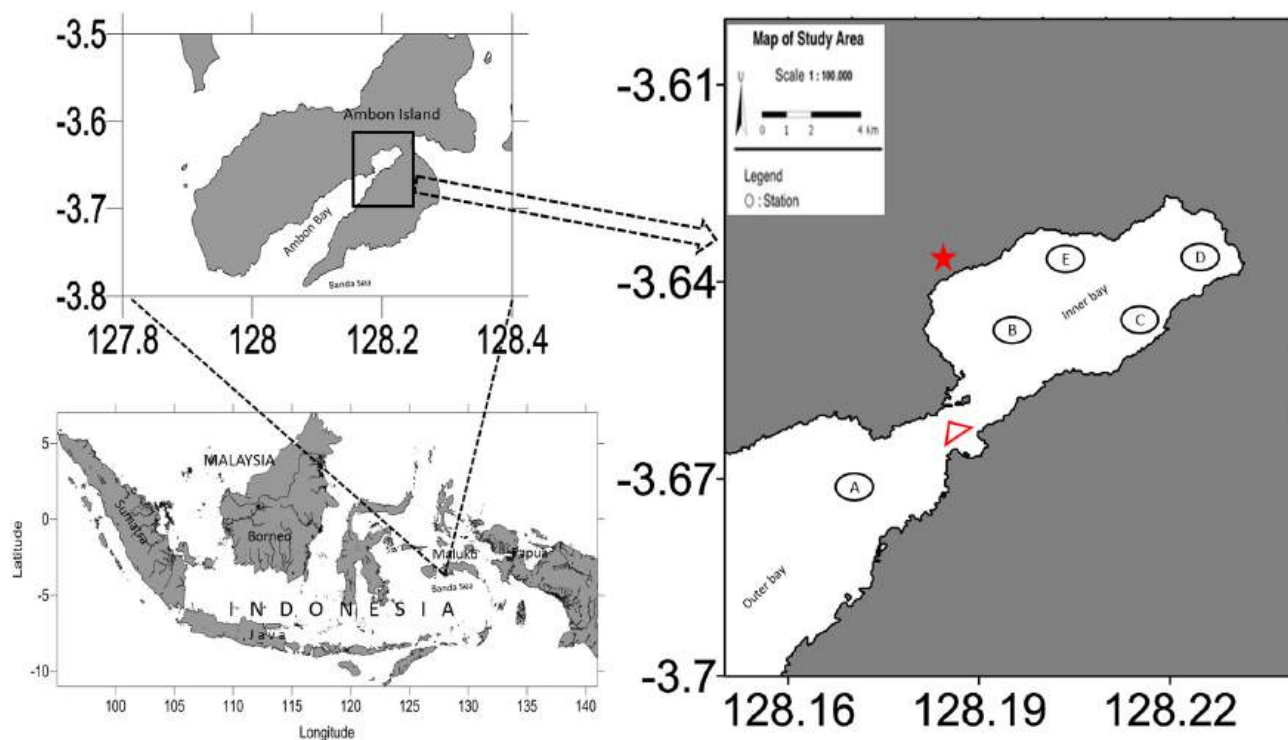 -3.5
-3.6
-3.7
-3.8
127.8 128 128.2 128.4
Ambon Island
Ambon Bay
Banda Sea
5
0
-5
-10
Latitude
100 105 110 115 120 125 130 135 140
Longitude
MALAYSIA
Sumatra
Borneo
Maluku
Papua
Banda Sea
I N D O N E S I A
Java
Map of Study Area
Scale 1 : 100.000
U
0 1 2 4 km
Legend
O : Station
-3.61
-3.64
-3.67
-3.7
128.16 128.19 128.22
E
D
Inner bay
B
C
A
Outer bay